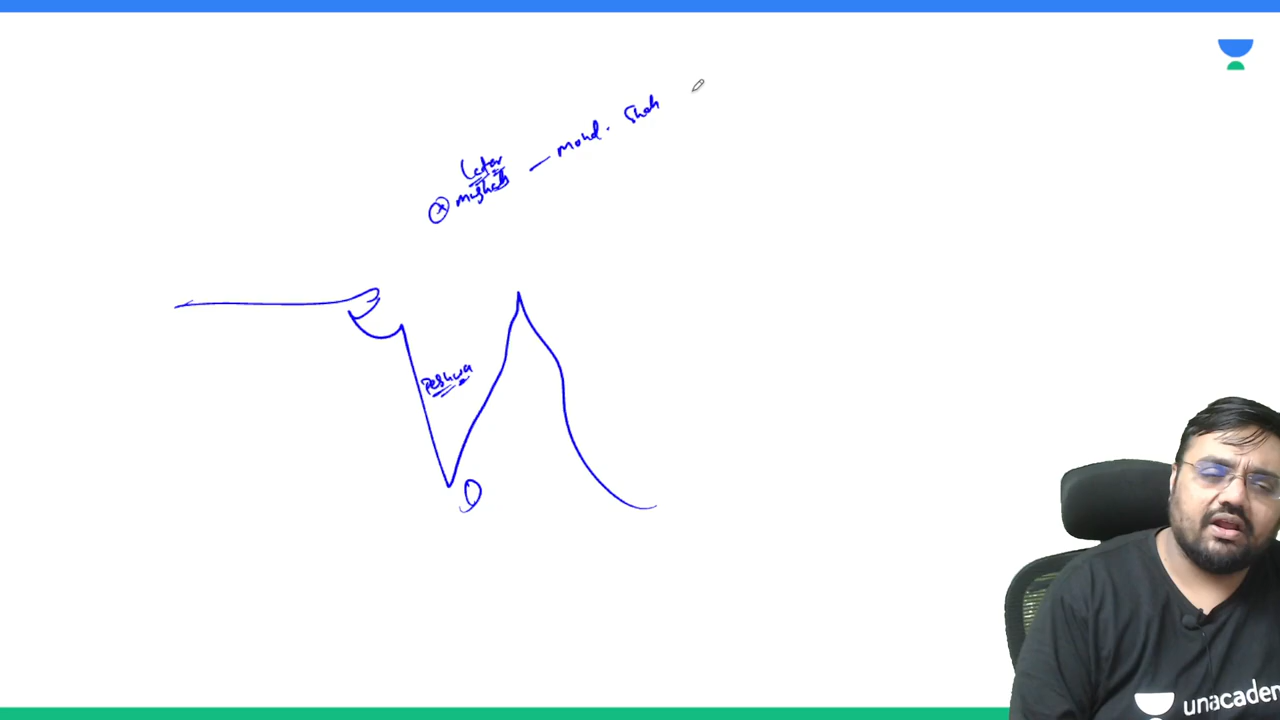 Later
mughals — mohd. Shah
Peshwa
unacadem